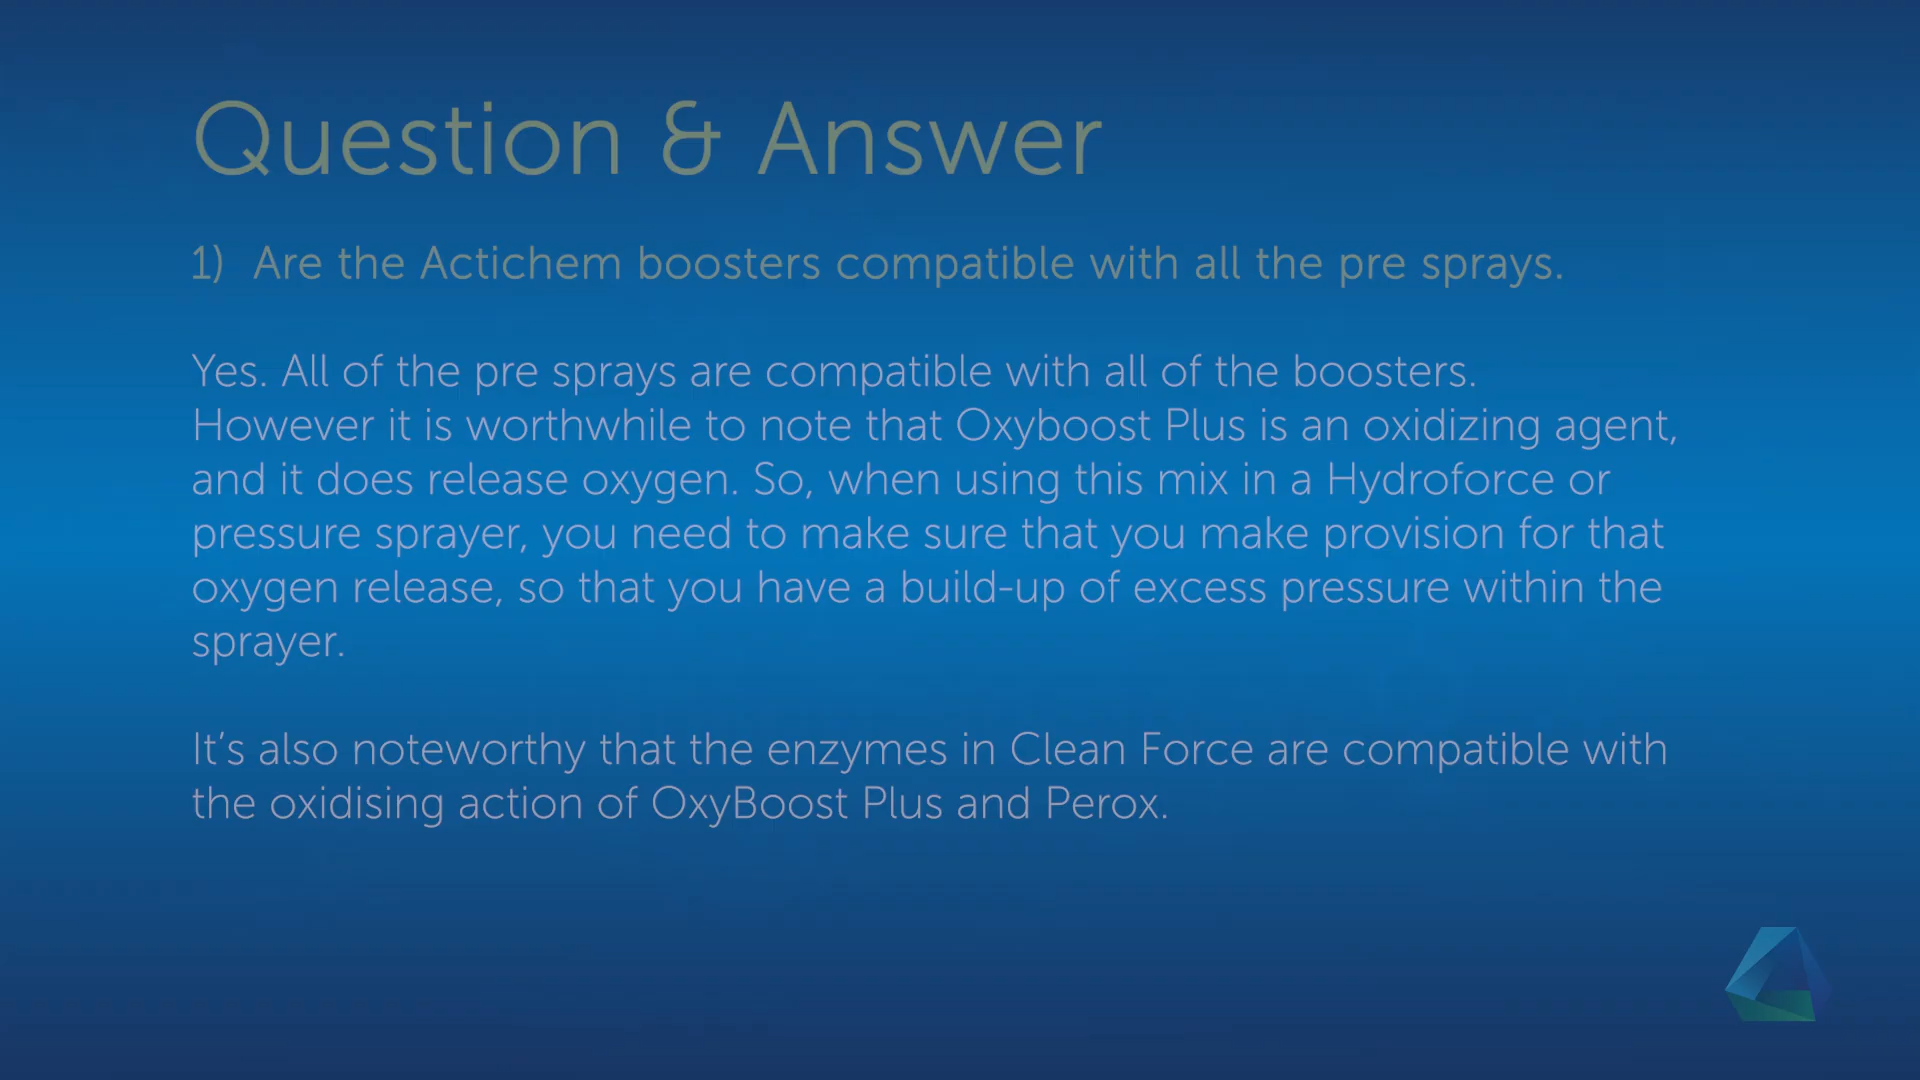 Question & Answer
1) Are the Actichem boosters compatible with all the pre sprays.
Yes. All of the pre sprays are compatible with all of the boosters.
However it is worthwhile to note that Oxyboost Plus is an oxidizing agent,
and it does release oxygen. So, when using this mix in a Hydroforce or
pressure sprayer, you need to make sure that you make provision for that
oxygen release, so that you have a build-up of excess pressure within the
sprayer.
It’s also noteworthy that the enzymes in Clean Force are compatible with
the oxidising action of OxyBoost Plus and Perox.